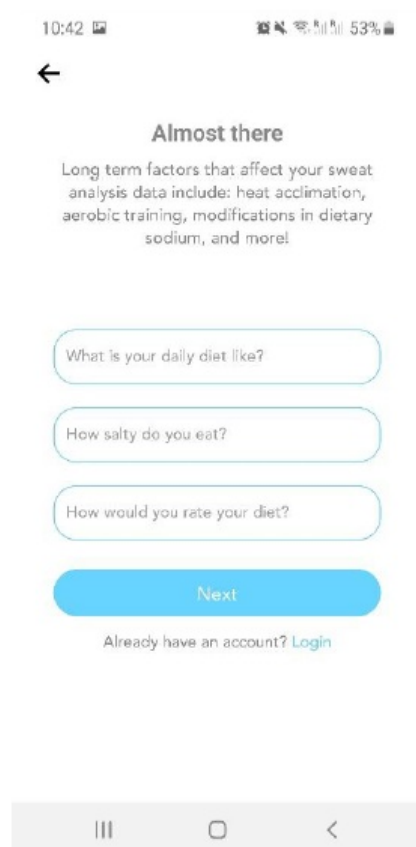 10:42 53%
Almost there
Long term factors that affect your sweat
analysis data include: heat acclimation,
aerobic training, modifications in dietary
sodium, and more!
What is your daily diet like?
How salty do you eat?
How would you rate your diet?
Next
Already have an account? Login